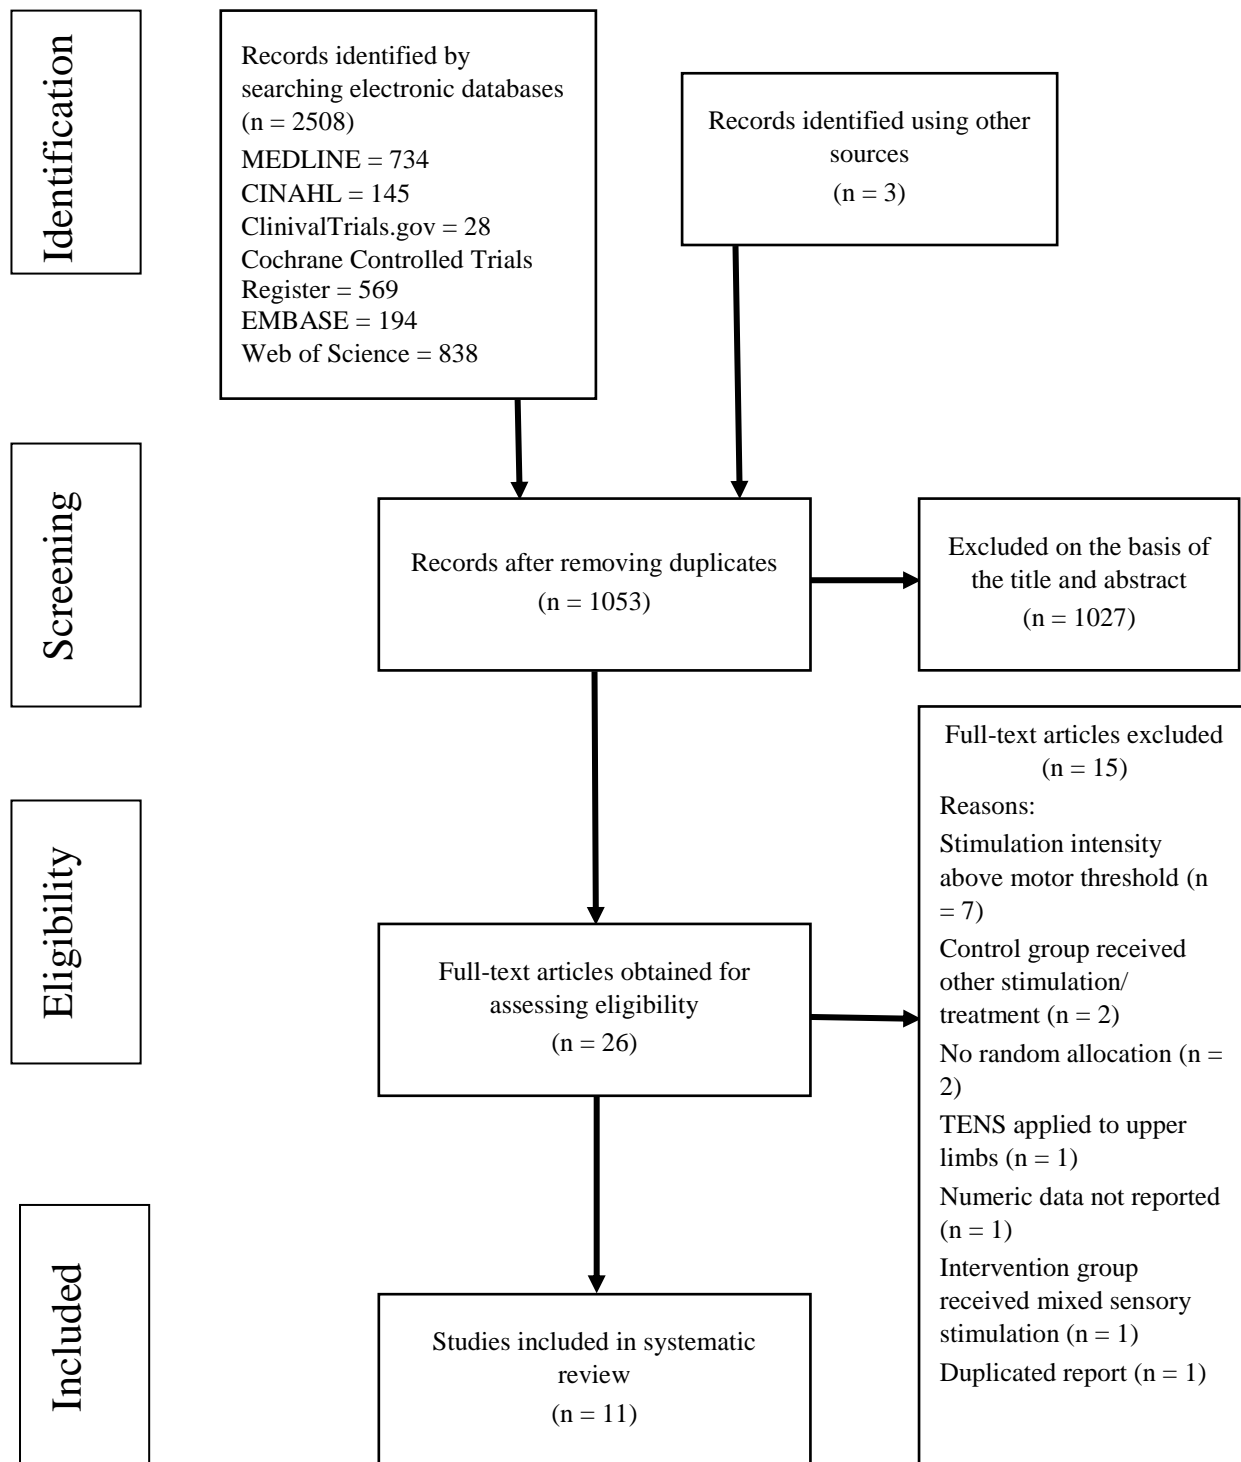 Identification
Records identified by
searching electronic databases
(n = 2508)
MEDLINE = 734
CINAHL = 145
ClinivalTrials.gov = 28
Cochrane Controlled Trials
Register = 569
EMBASE = 194
Web of Science = 838
Records identified using other
sources
(n = 3)
Screening
Records after removing duplicates
(n = 1053)
Excluded on the basis of
the title and abstract
(n = 1027)
Eligibility
Full-text articles obtained for
assessing eligibility
(n = 26)
Full-text articles excluded
(n = 15)
Reasons:
Stimulation intensity
above motor threshold (n
= 7)
Control group received
other stimulation/
treatment (n = 2)
No random allocation (n =
2)
TENS applied to upper
limbs (n = 1)
Numeric data not reported
(n = 1)
Intervention group
received mixed sensory
stimulation (n = 1)
Duplicated report (n = 1)
Included
Studies included in systematic
review
(n = 11)